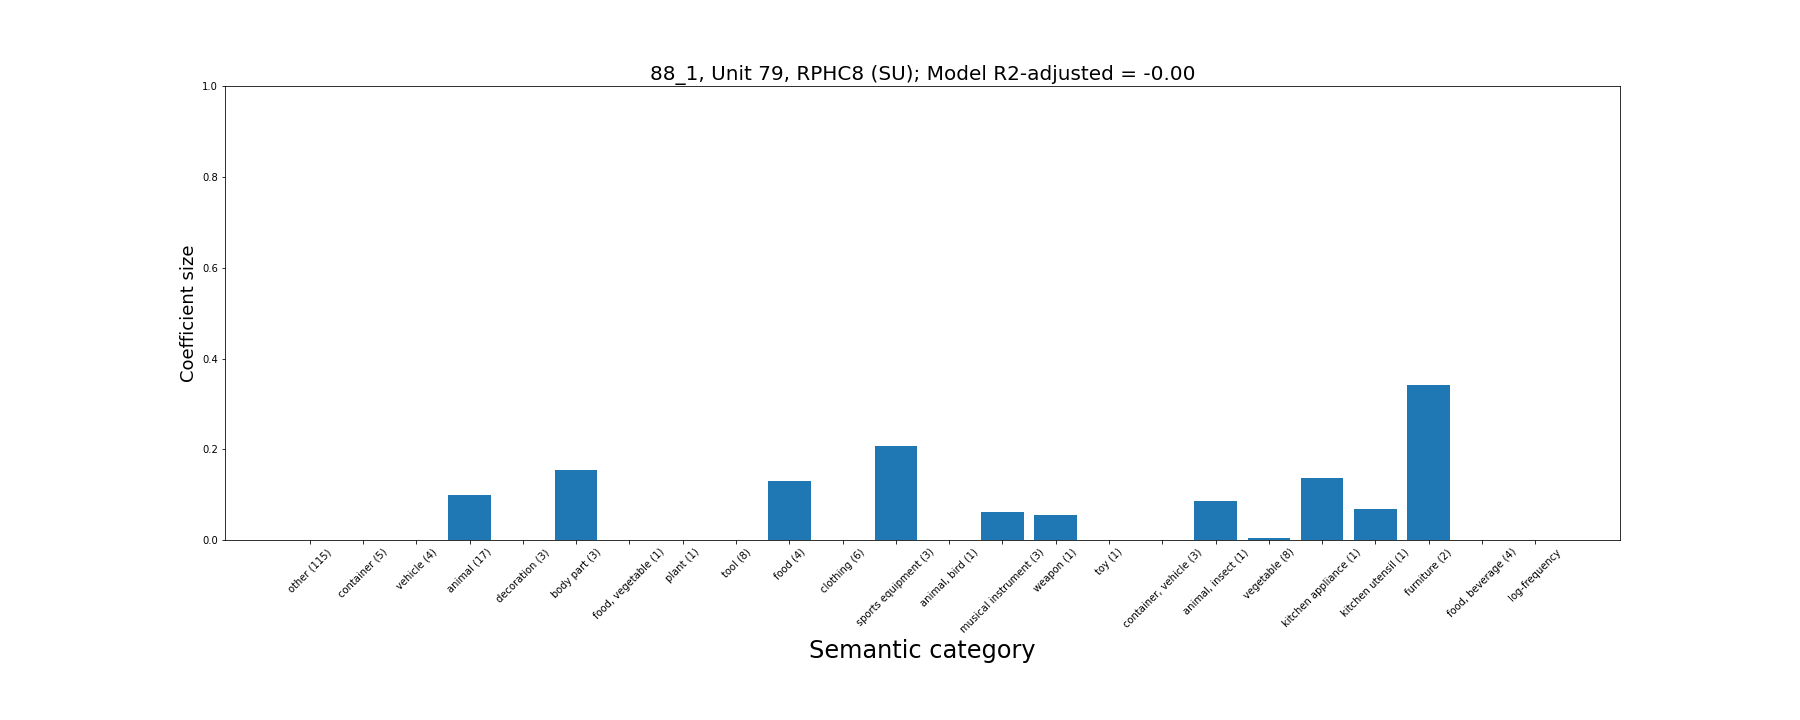 88_1, Unit 79, RPHC8 (SU); Model R2-adjusted = -0.00
1.0
0.8
0.6
0.4
0.2
0.0
Coefficient size
other (115)
container (5)
vehicle (4)
animal (17)
decoration (3)
body part (3)
food, vegetable (1)
plant (1)
tool (8)
food (4)
clothing (6)
sports equipment (3)
animal, bird (1)
musical instrument (3)
weapon (1)
toy (1)
container, vehicle (3)
animal, insect (1)
vegetable (8)
kitchen appliance (1)
kitchen utensil (1)
furniture (2)
food, beverage (4)
log-frequency
Semantic category